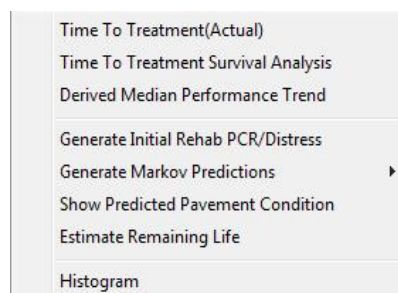 Time To Treatment(Actual)
Time To Treatment Survival Analysis
Derived Median Performance Trend
Generate Initial Rehab PCR/Distress
Generate Markov Predictions
Show Predicted Pavement Condition
Estimate Remaining Life
Histogram